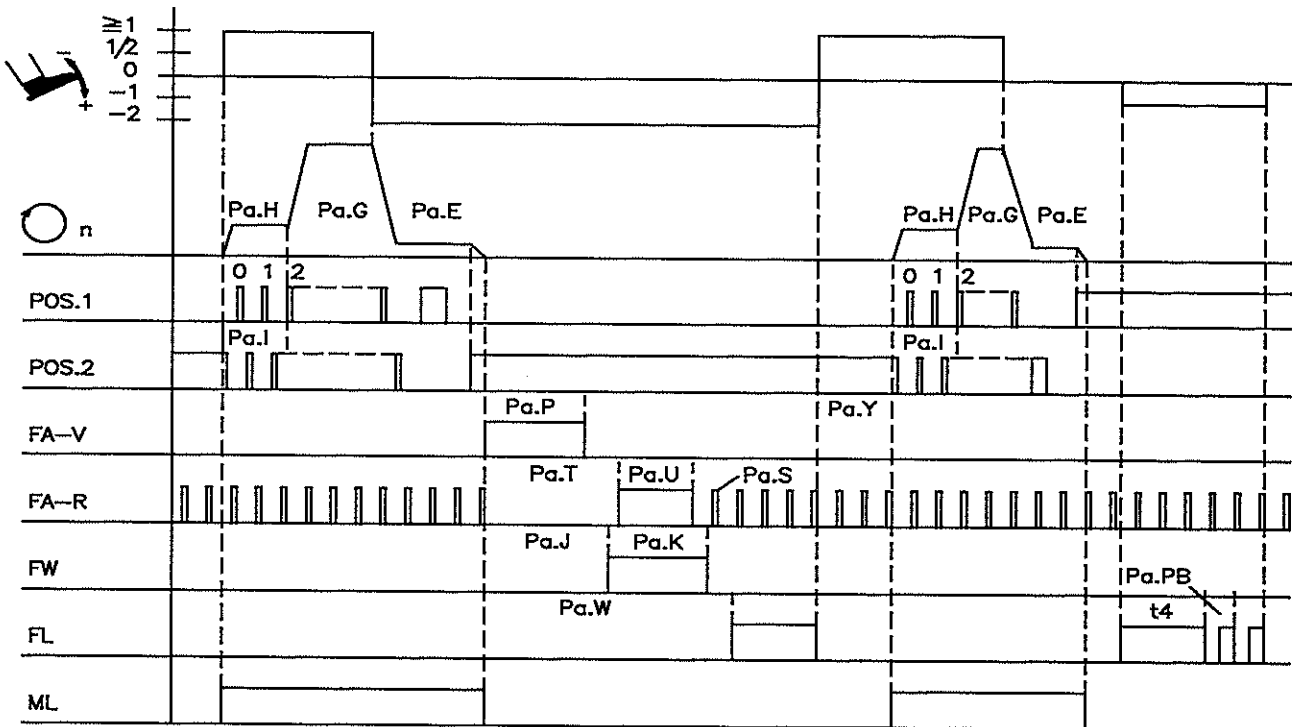 ≧1
1/2
0
−1
−2
− 
+
n
Pa.H Pa.G Pa.E Pa.H Pa.G Pa.E
0 1 2 0 1 2
POS.1
Pa.I Pa.I
POS.2
Pa.P Pa.Y
FA−V
Pa.T Pa.U Pa.S
FA−R
Pa.J Pa.K
FW
Pa.PB
Pa.W t4
FL
ML